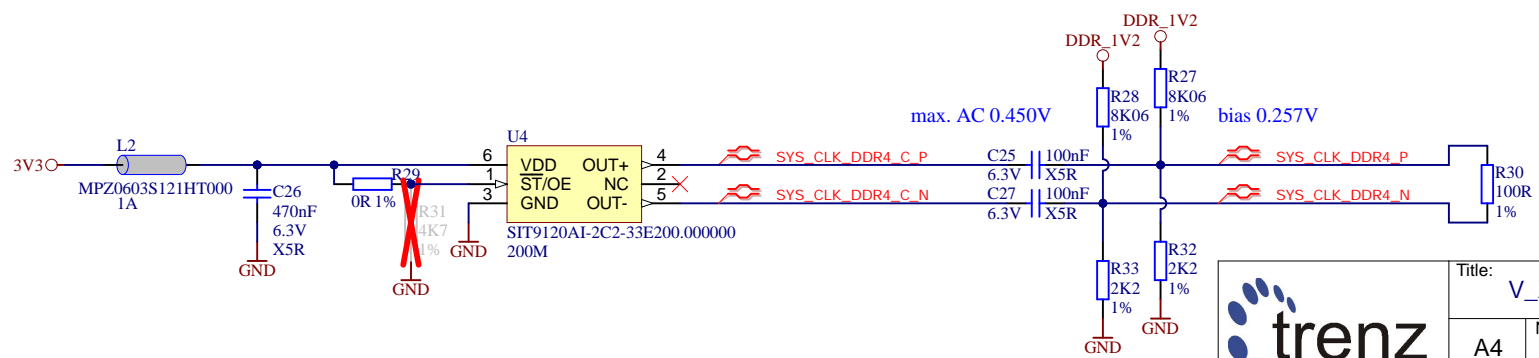 DDR_1V2
DDR_1V2
R27
8K06
1%
R28
8K06
1%
max. AC 0.450V
bias 0.257V
L2
3V3
MPZ0603S121HT000
1A
U4
6 VDD OUT+ 4
1 ST/OE NC 2
3 GND OUT- 5
SIT9120AI-2C2-33E200.000000
200M
SYS_CLK_DDR4_C_P
SYS_CLK_DDR4_C_N
C25 100nF
6.3V X5R
C27 100nF
6.3V X5R
SYS_CLK_DDR4_P
SYS_CLK_DDR4_N
R30
100R
1%
R29
0R 1%
C26
470nF
6.3V
X5R
GND
R31
4K7
1%
GND
GND
R33
2K2
1%
GND
R32
2K2
1%
GND
trenz
Title:
V_
A4